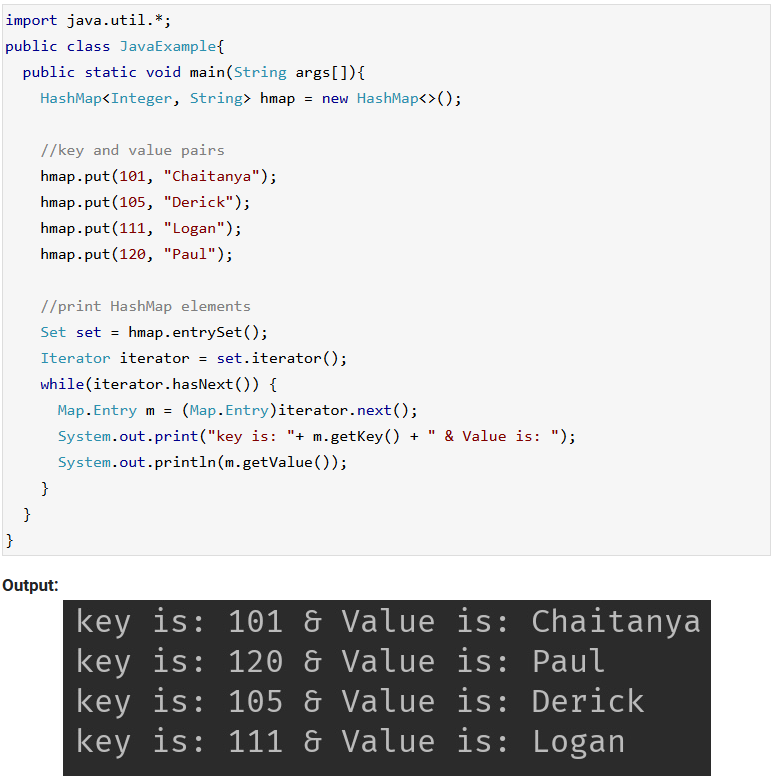 import java.util.*;
public class JavaExample{
  public static void main(String args[]){
    HashMap<Integer, String> hmap = new HashMap<>();

    //key and value pairs
    hmap.put(101, "Chaitanya");
    hmap.put(105, "Derick");
    hmap.put(111, "Logan");
    hmap.put(120, "Paul");

    //print HashMap elements
    Set set = hmap.entrySet();
    Iterator iterator = set.iterator();
    while(iterator.hasNext()) {
      Map.Entry m = (Map.Entry)iterator.next();
      System.out.print("key is: "+ m.getKey() + " & Value is: ");
      System.out.println(m.getValue());
    }
  }
}
Output:
key is: 101 & Value is: Chaitanya
key is: 120 & Value is: Paul
key is: 105 & Value is: Derick
key is: 111 & Value is: Logan